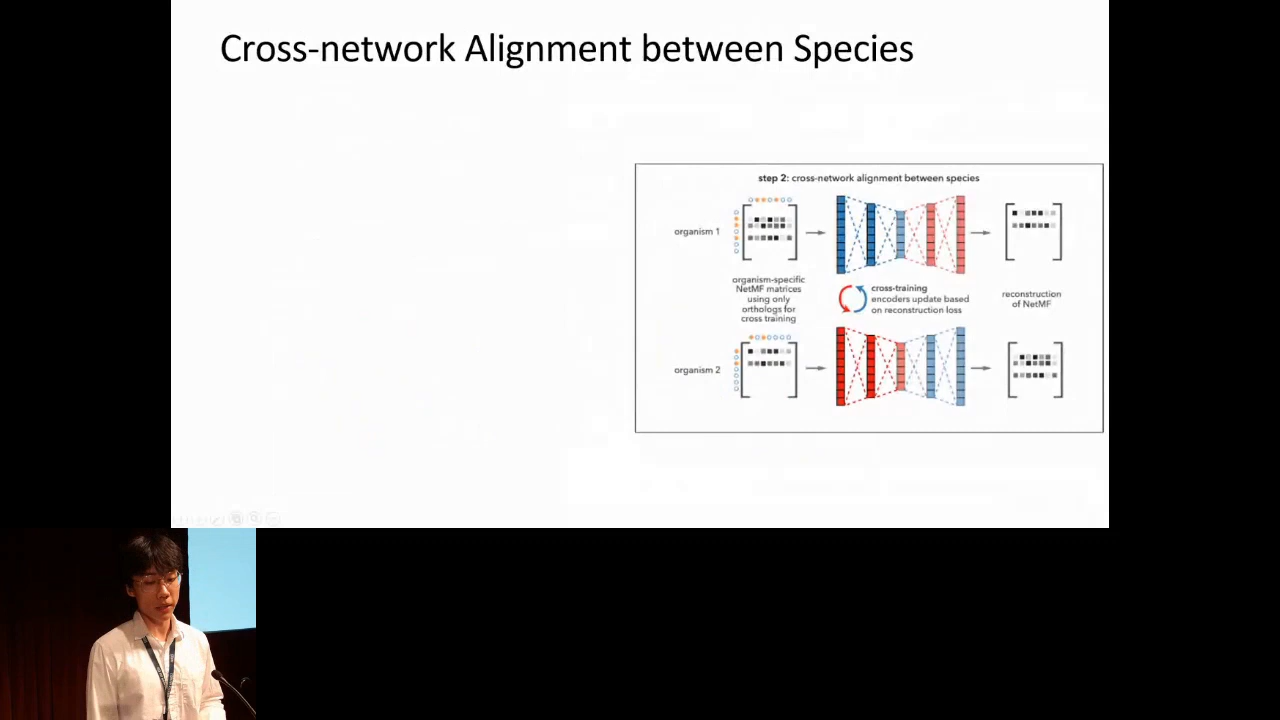 Cross-network Alignment between Species
step 2: cross-network alignment between species
organism 1
organism-specific
NetMF matrices
using only
orthologs for
cross training
cross-training
encoders update based
on reconstruction loss
reconstruction
of NetMF
organism 2